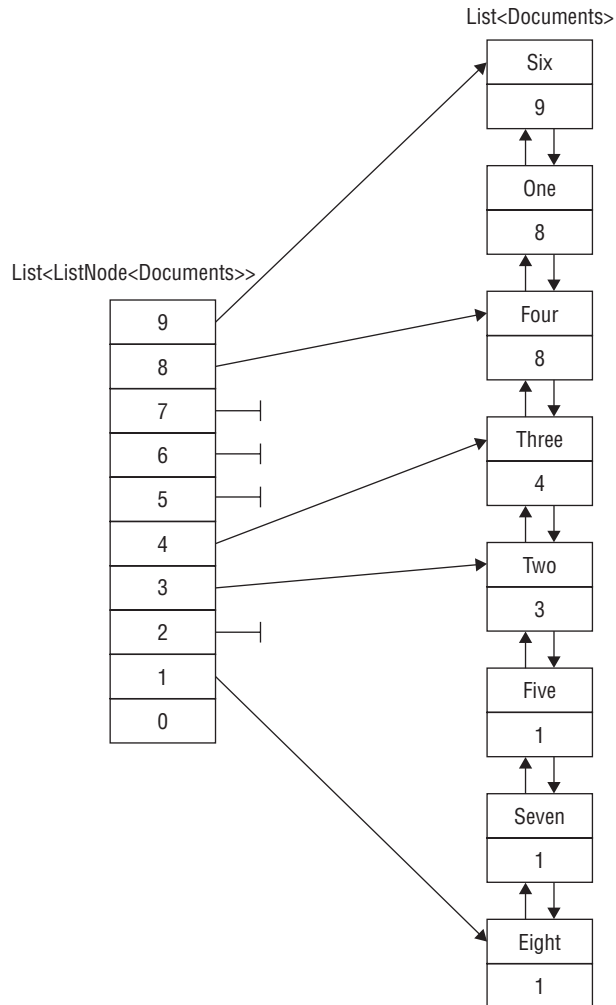 List<Documents>
Six
9
One
8
List<ListNode<Documents>>
9
8
7
6
5
4
3
2
1
0
Four
8
Three
4
Two
3
Five
1
Seven
1
Eight
1